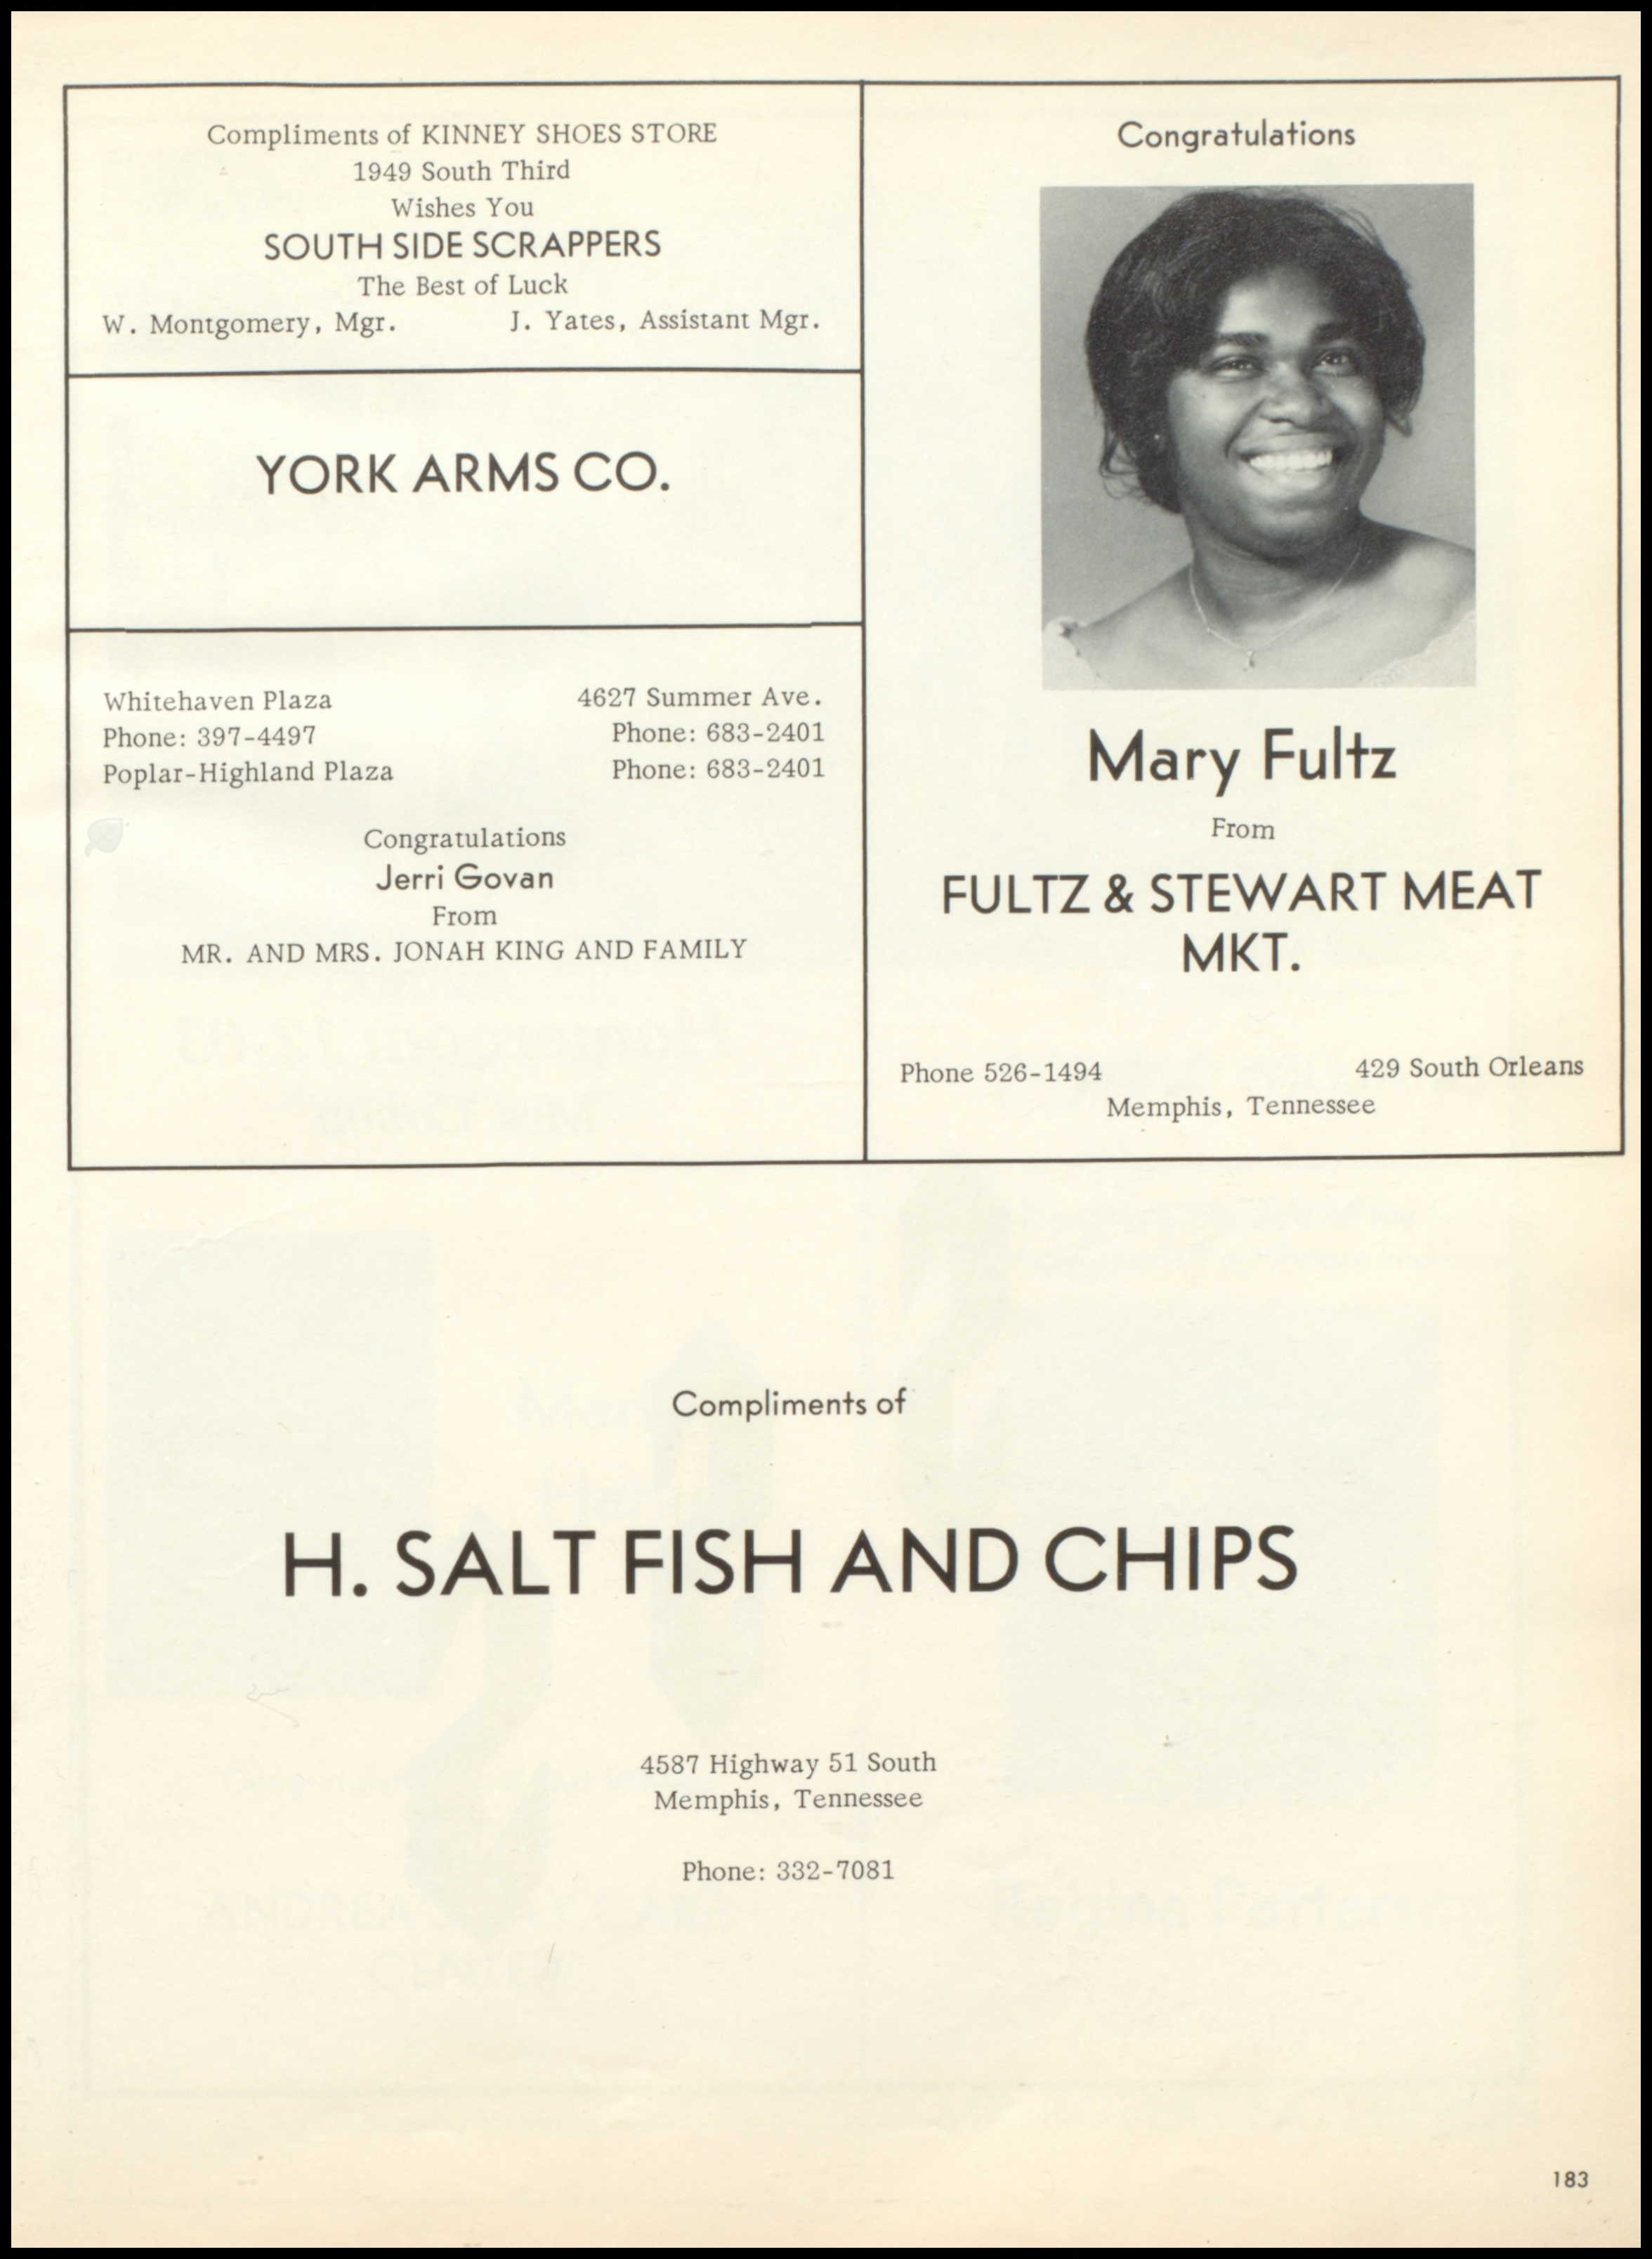 Compliments of KINNEY SHOES STORE
1949 South Third
Wishes You
SOUTH SIDE SCRAPPERS
The Best of Luck
W. Montgomery, Mgr. J. Yates, Assistant Mgr.
YORK ARMS CO.
Whitehaven Plaza 4627 Summer Ave.
Phone: 397-4497 Phone: 683-2401
Poplar-Highland Plaza Phone: 683-2401
Congratulations
Jerri Govan
From
MR. AND MRS. JONAH KING AND FAMILY
Congratulations
Mary Fultz
From
FULTZ & STEWART MEAT
MKT.
Phone 526-1494 429 South Orleans
Memphis, Tennessee
Compliments of
H. SALT FISH AND CHIPS
4587 Highway 51 South
Memphis, Tennessee
Phone: 332-7081
183